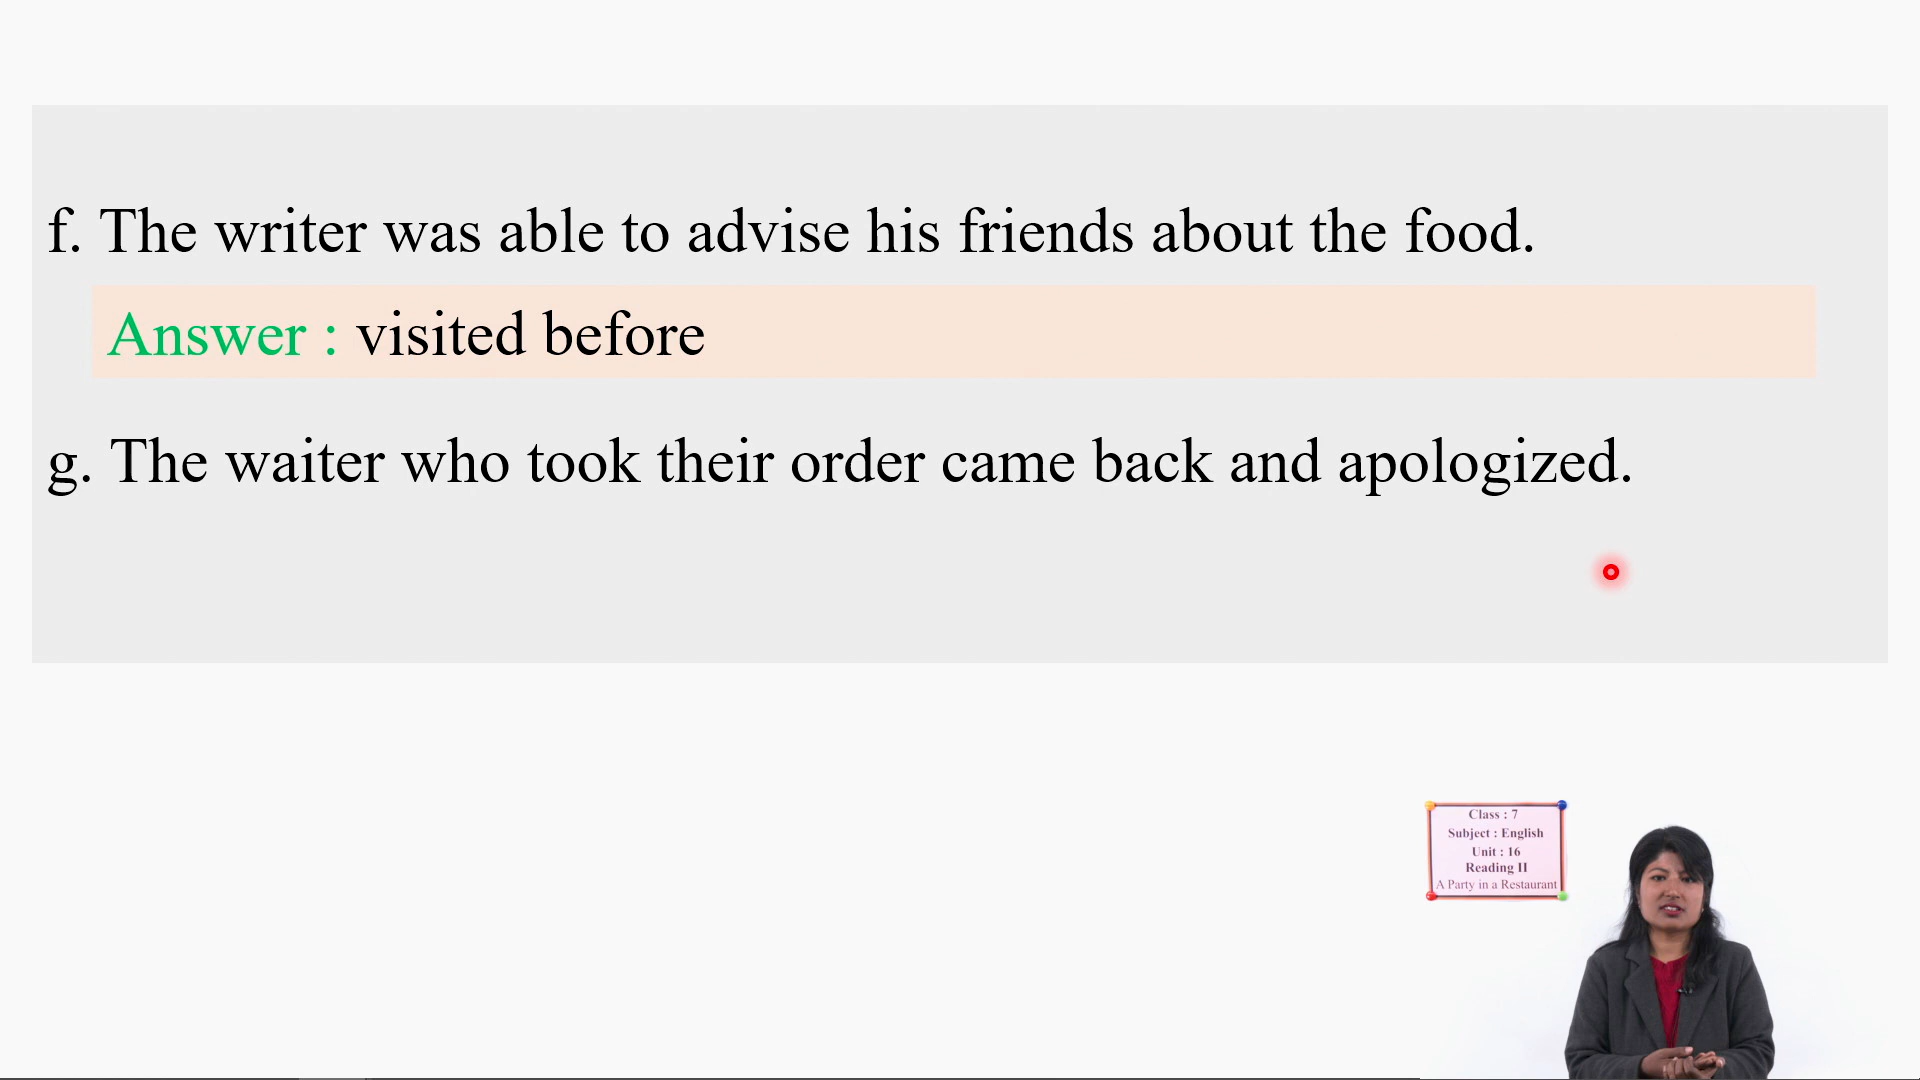 f. The writer was able to advise his friends about the food.
Answer : visited before
g. The waiter who took their order came back and apologized.
Class : 7
Subject : English
Unit : 16
Reading II
A Party in a Restaurant